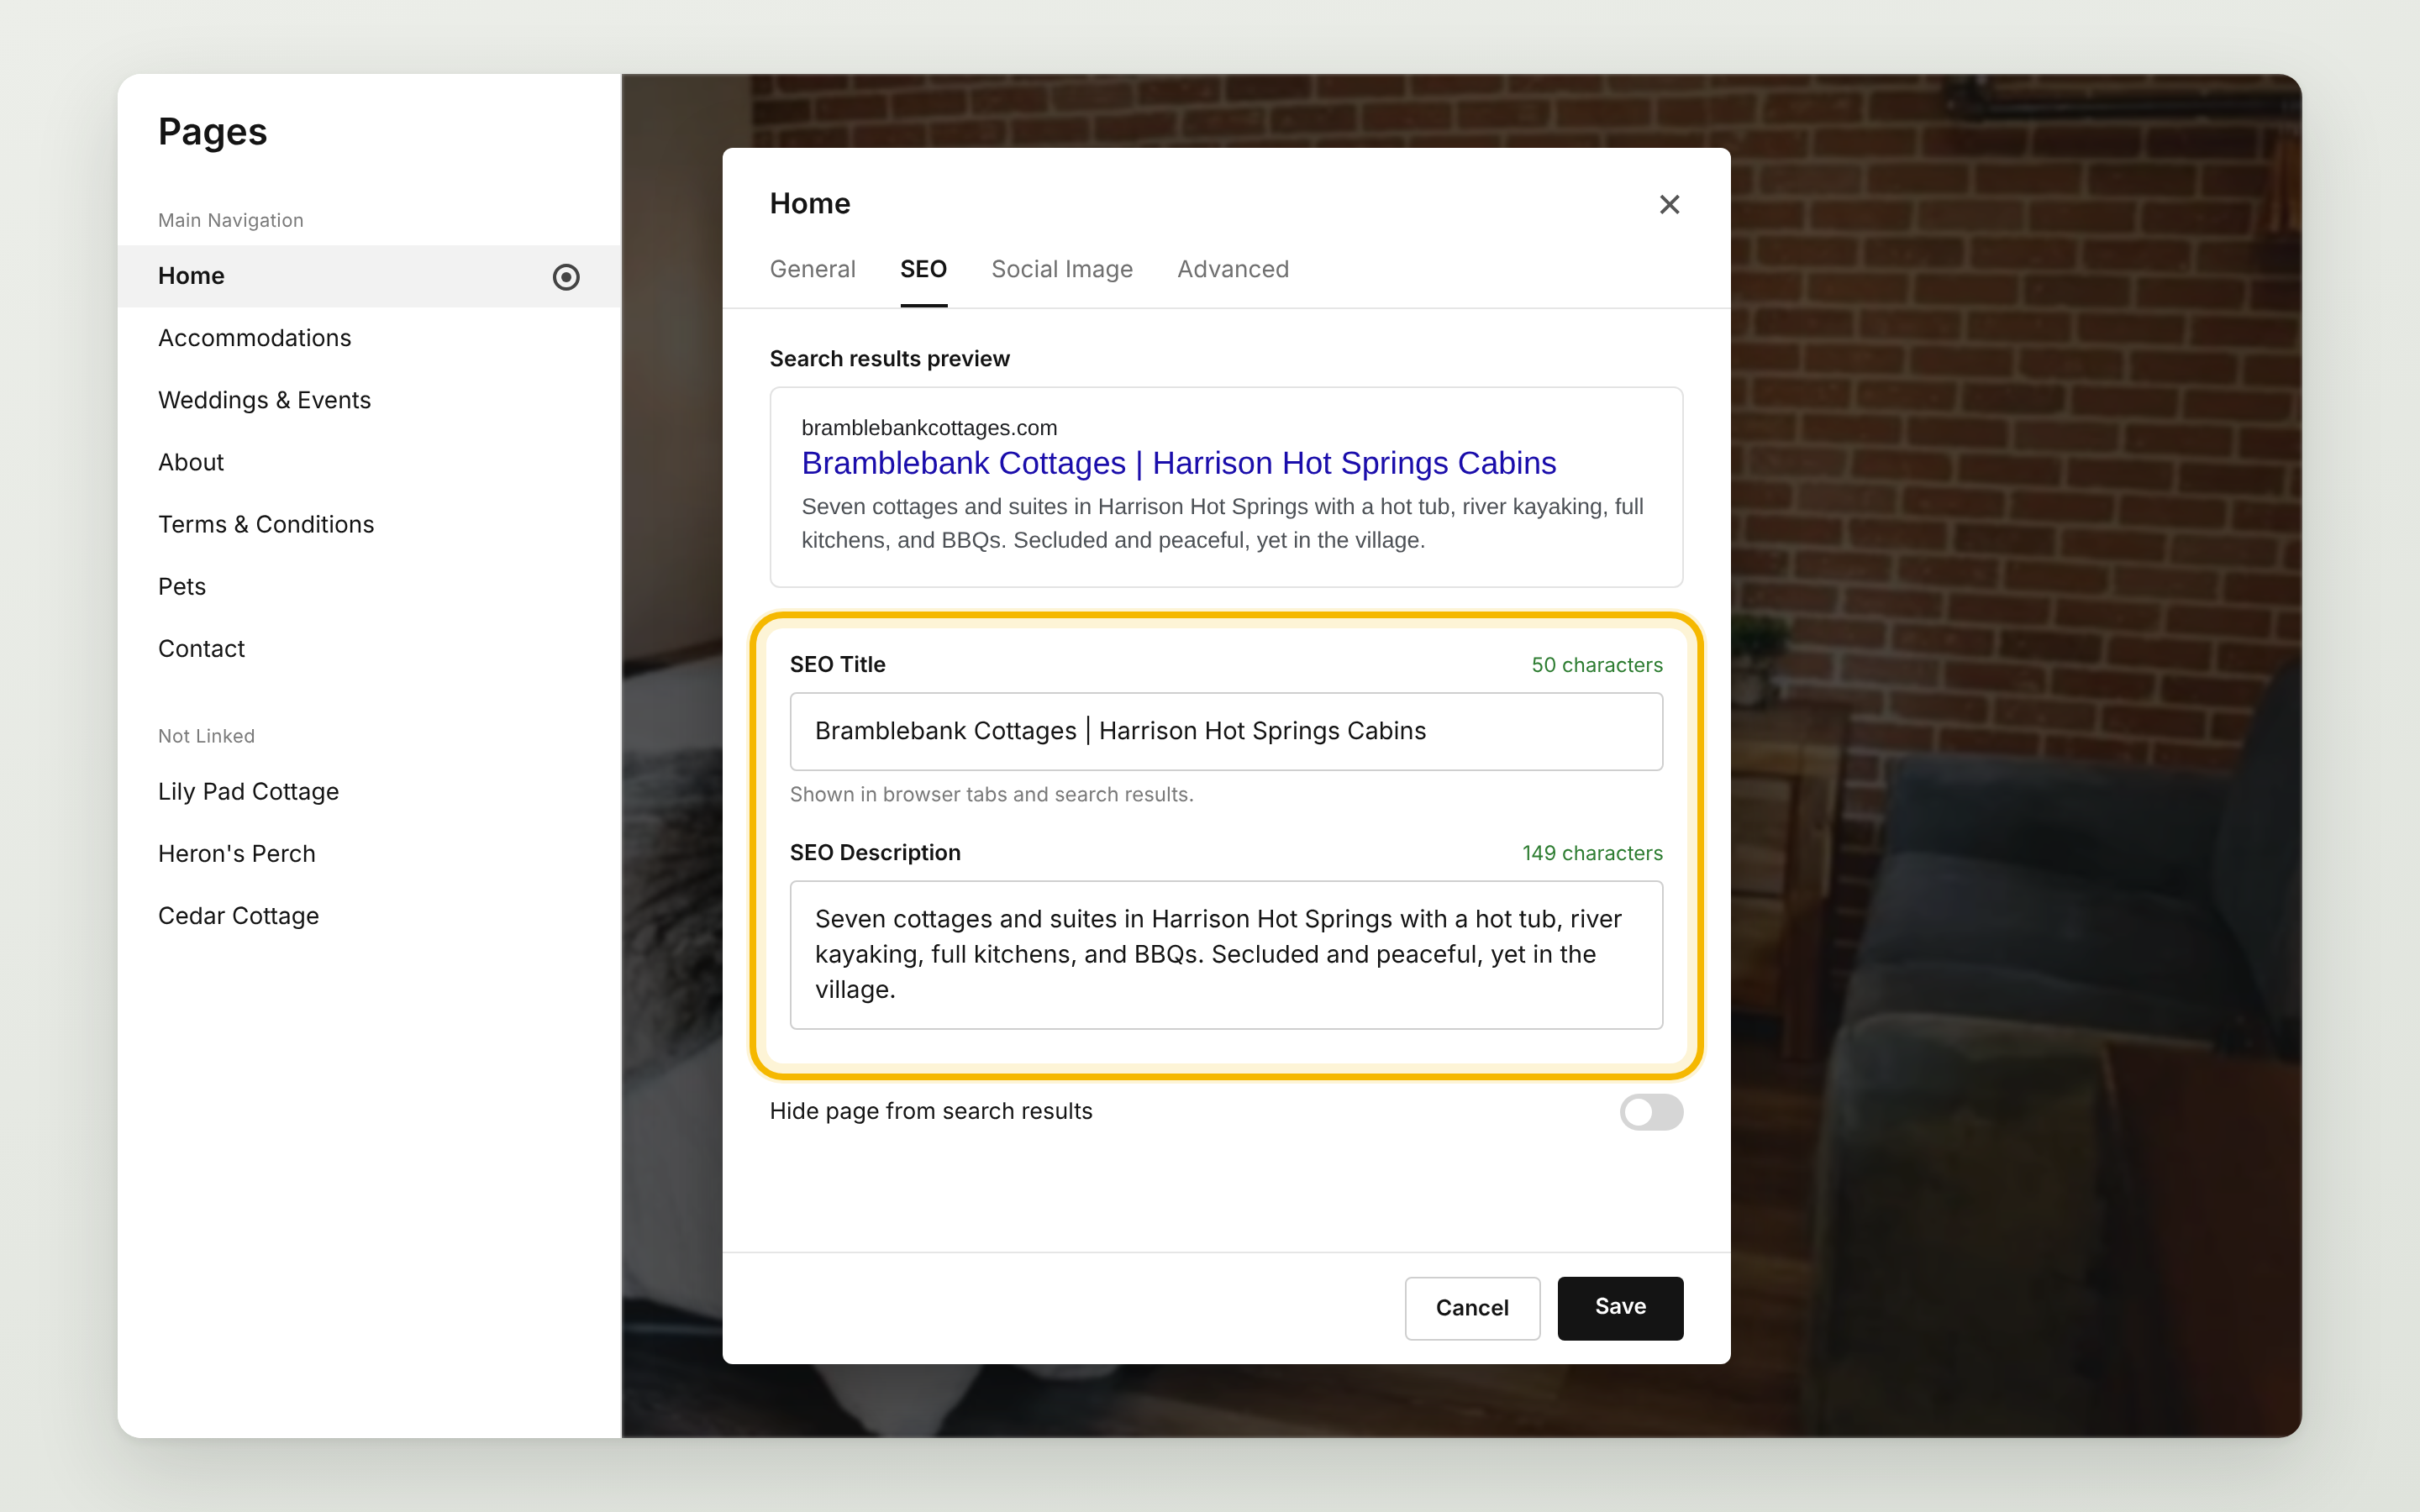 Pages
Main Navigation
Home
Accommodations
Weddings & Events
About
Terms & Conditions
Pets
Contact
Not Linked
Lily Pad Cottage
Heron's Perch
Cedar Cottage
Home
General SEO Social Image Advanced
Search results preview
bramblebankcottages.com
Bramblebank Cottages | Harrison Hot Springs Cabins
Seven cottages and suites in Harrison Hot Springs with a hot tub, river kayaking, full
kitchens, and BBQs. Secluded and peaceful, yet in the village.
SEO Title 50 characters
Bramblebank Cottages | Harrison Hot Springs Cabins
Shown in browser tabs and search results.
SEO Description 149 characters
Seven cottages and suites in Harrison Hot Springs with a hot tub, river
kayaking, full kitchens, and BBQs. Secluded and peaceful, yet in the
village.
Hide page from search results
Cancel Save